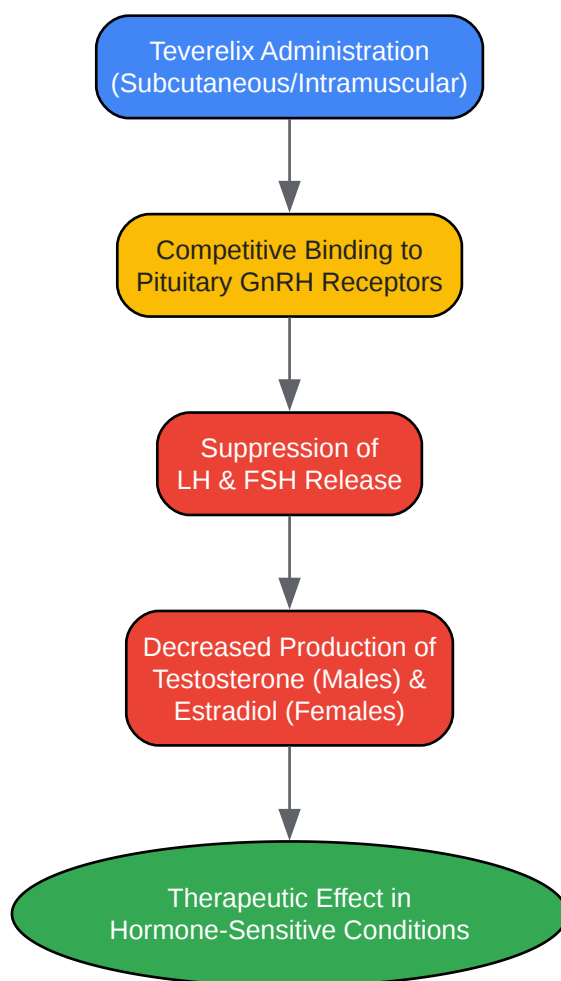 Teverelix Administration
(Subcutaneous/Intramuscular)
Competitive Binding to
Pituitary GnRH Receptors
Suppression of
LH & FSH Release
Decreased Production of
Testosterone (Males) &
Estradiol (Females)
Therapeutic Effect in
Hormone-Sensitive Conditions